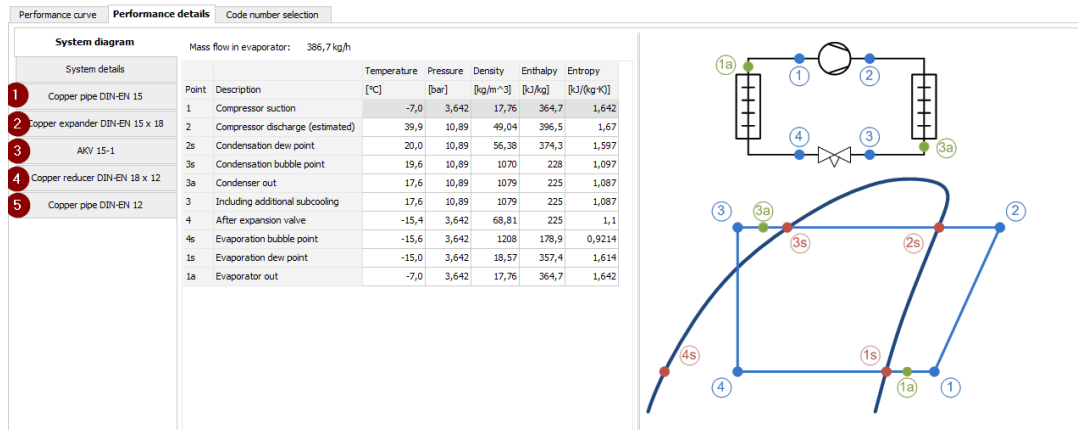 Performance curve Performance details Code number selection
System diagram
System details
1 Copper pipe DIN-EN 15
2 Copper expander DIN-EN 15 x 18
3 AKV 15-1
4 Copper reducer DIN-EN 18 x 12
5 Copper pipe DIN-EN 12
Mass flow in evaporator: 386,7 kg/h
Temperature Pressure Density Enthalpy Entropy
Point Description [°C] [bar] [kg/m^3] [kJ/kg] [kJ/(kg·K)]
1 Compressor suction -7,0 3,642 17,76 364,7 1,642
2 Compressor discharge (estimated) 39,9 10,89 49,04 396,5 1,67
2s Condensation dew point 20,0 10,89 56,38 374,3 1,597
3s Condensation bubble point 19,6 10,89 1070 228 1,097
3a Condenser out 17,6 10,89 1079 225 1,087
3 Including additional subcooling 17,6 10,89 1079 225 1,087
4 After expansion valve -15,4 3,642 68,81 225 1,1
4s Evaporation bubble point -15,6 3,642 1208 178,9 0,9214
1s Evaporation dew point -15,0 3,642 18,57 357,4 1,614
1a Evaporator out -7,0 3,642 17,76 364,7 1,642
1a
1 2
4 3
3a
3 3a 2
3s 2s
4s 1s
4 1a 1